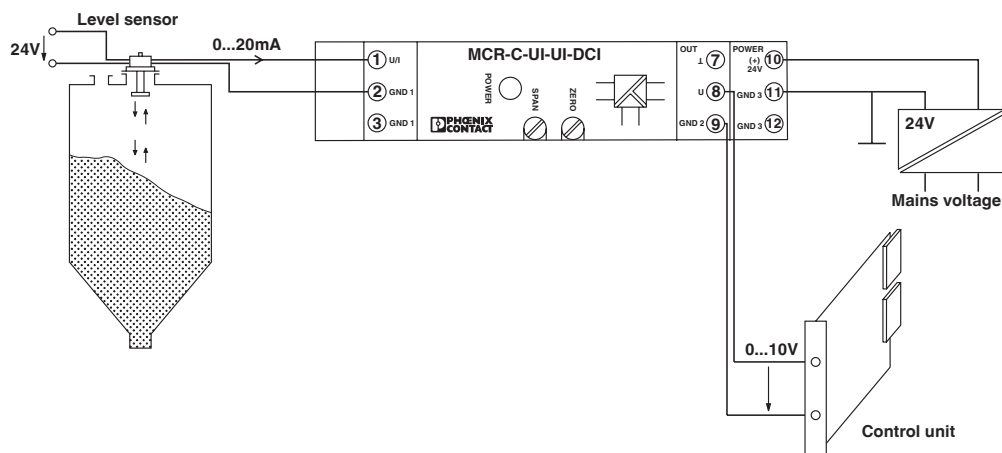 Level sensor
24V
0...20mA
1 U/I
2 GND 1
3 GND 1
MCR-C-UI-UI-DCI
POWER
SPAN
ZERO
PHŒNIX
CONTACT
OUT
⊥ 7
U 8
GND 2 9
POWER
(+)
24V
10
GND 3 11
GND 3 12
24V
Mains voltage
0...10V
Control unit